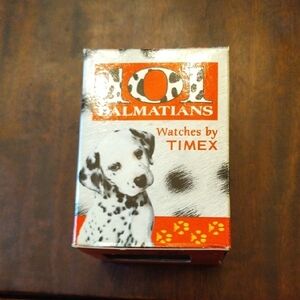 101
DALMATIANS
Watches by
TIMEX